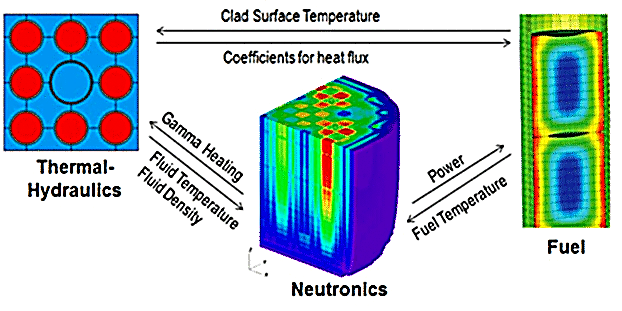 Clad Surface Temperature
Coefficients for heat flux
Thermal-
Hydraulics
Gamma Heating
Fluid Temperature
Fluid Density
Power
Fuel Temperature
Neutronics
Fuel